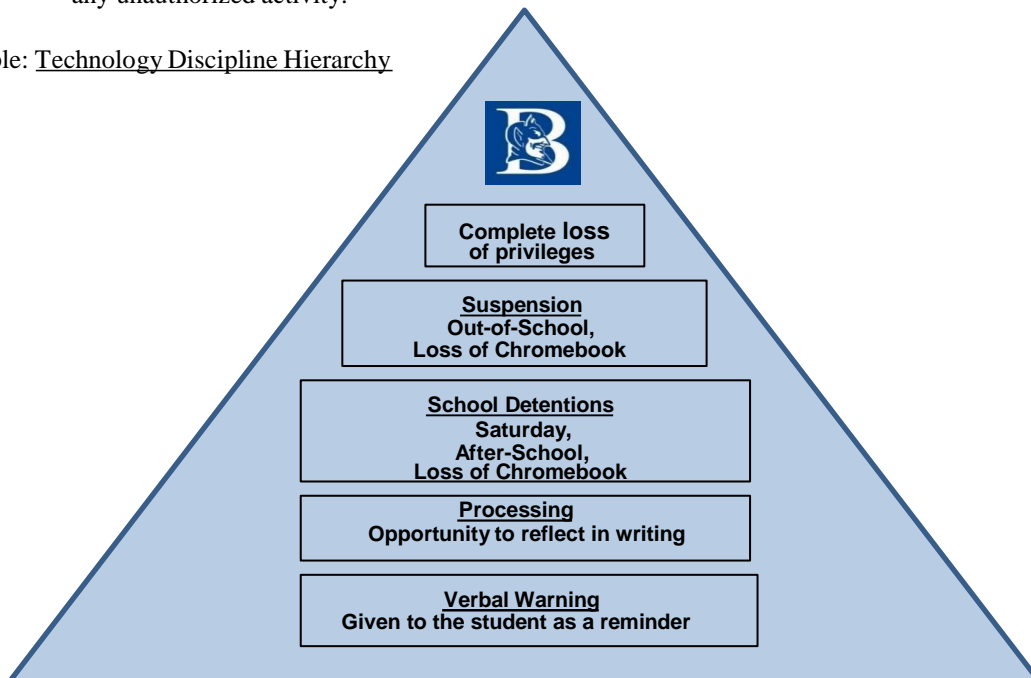 any unauthorized activity.
ole: Technology Discipline Hierarchy
B
Complete loss
of privileges
Suspension
Out-of-School,
Loss of Chromebook
School Detentions
Saturday,
After-School,
Loss of Chromebook
Processing
Opportunity to reflect in writing
Verbal Warning
Given to the student as a reminder